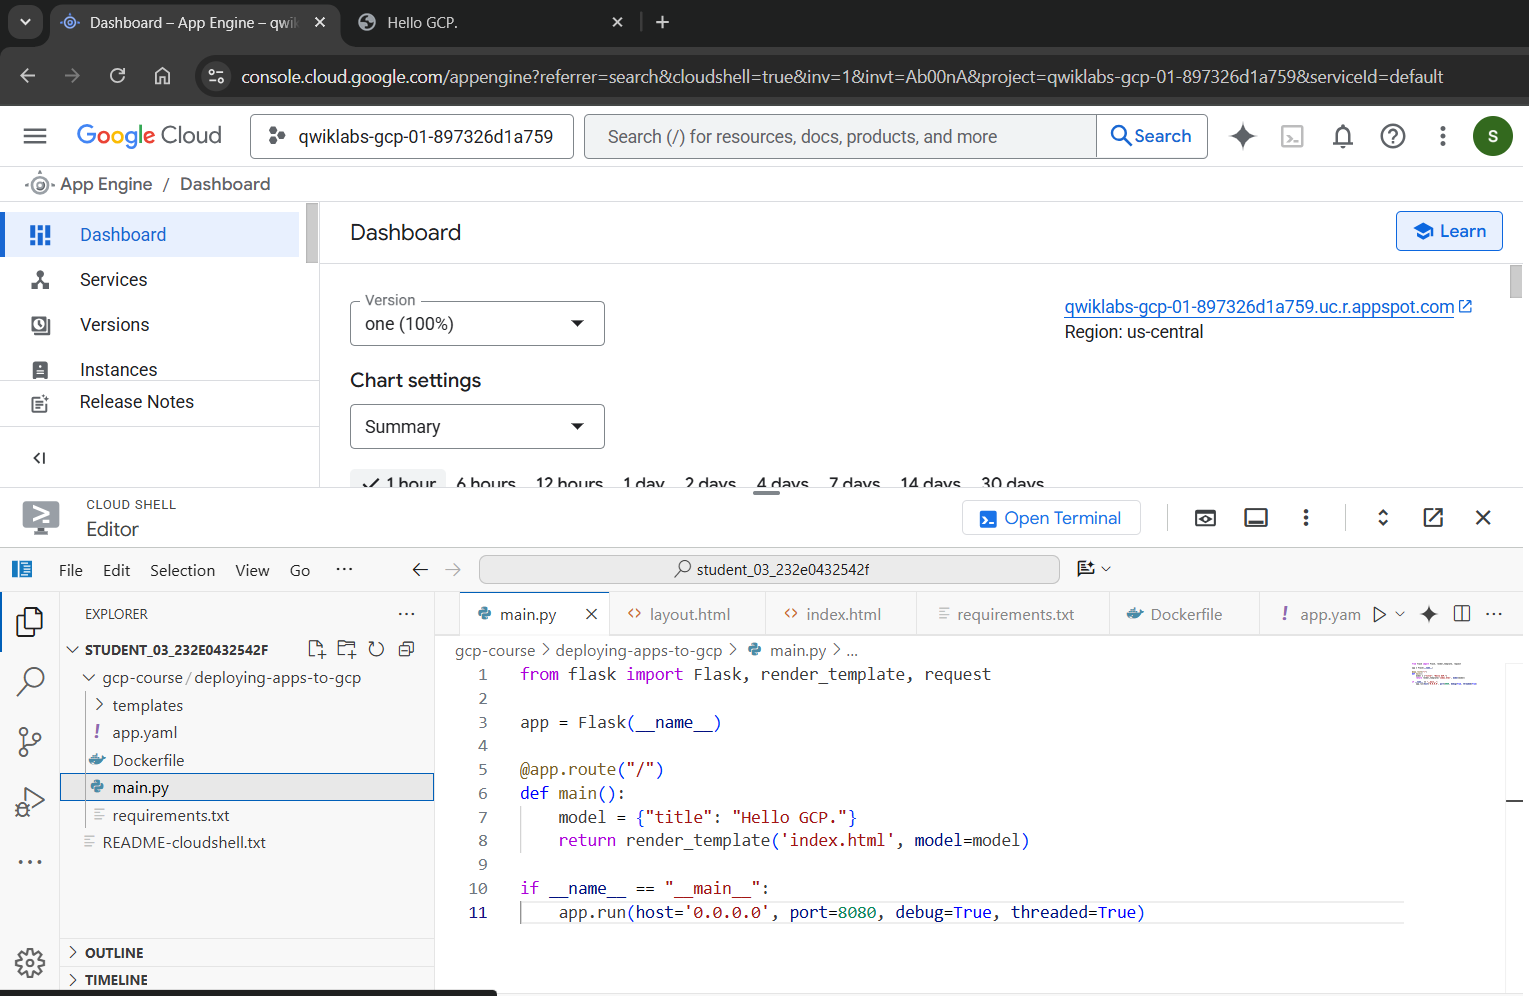 Dashboard – App Engine – qwik
Hello GCP.
console.cloud.google.com/appengine?referrer=search&cloudshell=true&inv=1&invt=Ab00nA&project=qwiklabs-gcp-01-897326d1a759&serviceId=default
Google Cloud
qwiklabs-gcp-01-897326d1a759
Search (/) for resources, docs, products, and more
Search
S
App Engine / Dashboard
Dashboard
Services
Versions
Instances
Release Notes
Dashboard
Learn
Version
one (100%)
qwiklabs-gcp-01-897326d1a759.uc.r.appspot.com
Region: us-central
Chart settings
Summary
1 hour 6 hours 12 hours 1 day 2 days 4 days 7 days 14 days 30 days
CLOUD SHELL
Editor
Open Terminal
File Edit Selection View Go ...
student_03_232e0432542f
EXPLORER
STUDENT_03_232E0432542F
gcp-course / deploying-apps-to-gcp
templates
! app.yaml
Dockerfile
main.py
requirements.txt
README-cloudshell.txt
OUTLINE
TIMELINE
main.py
<> layout.html
<> index.html
requirements.txt
Dockerfile
! app.yam
gcp-course > deploying-apps-to-gcp > main.py > ...
1 from flask import Flask, render_template, request
2
3 app = Flask(__name__)
4
5 @app.route("/")
6 def main():
7 model = {"title": "Hello GCP."}
8 return render_template('index.html', model=model)
9
10 if __name__ == "__main__":
11 app.run(host='0.0.0.0', port=8080, debug=True, threaded=True)